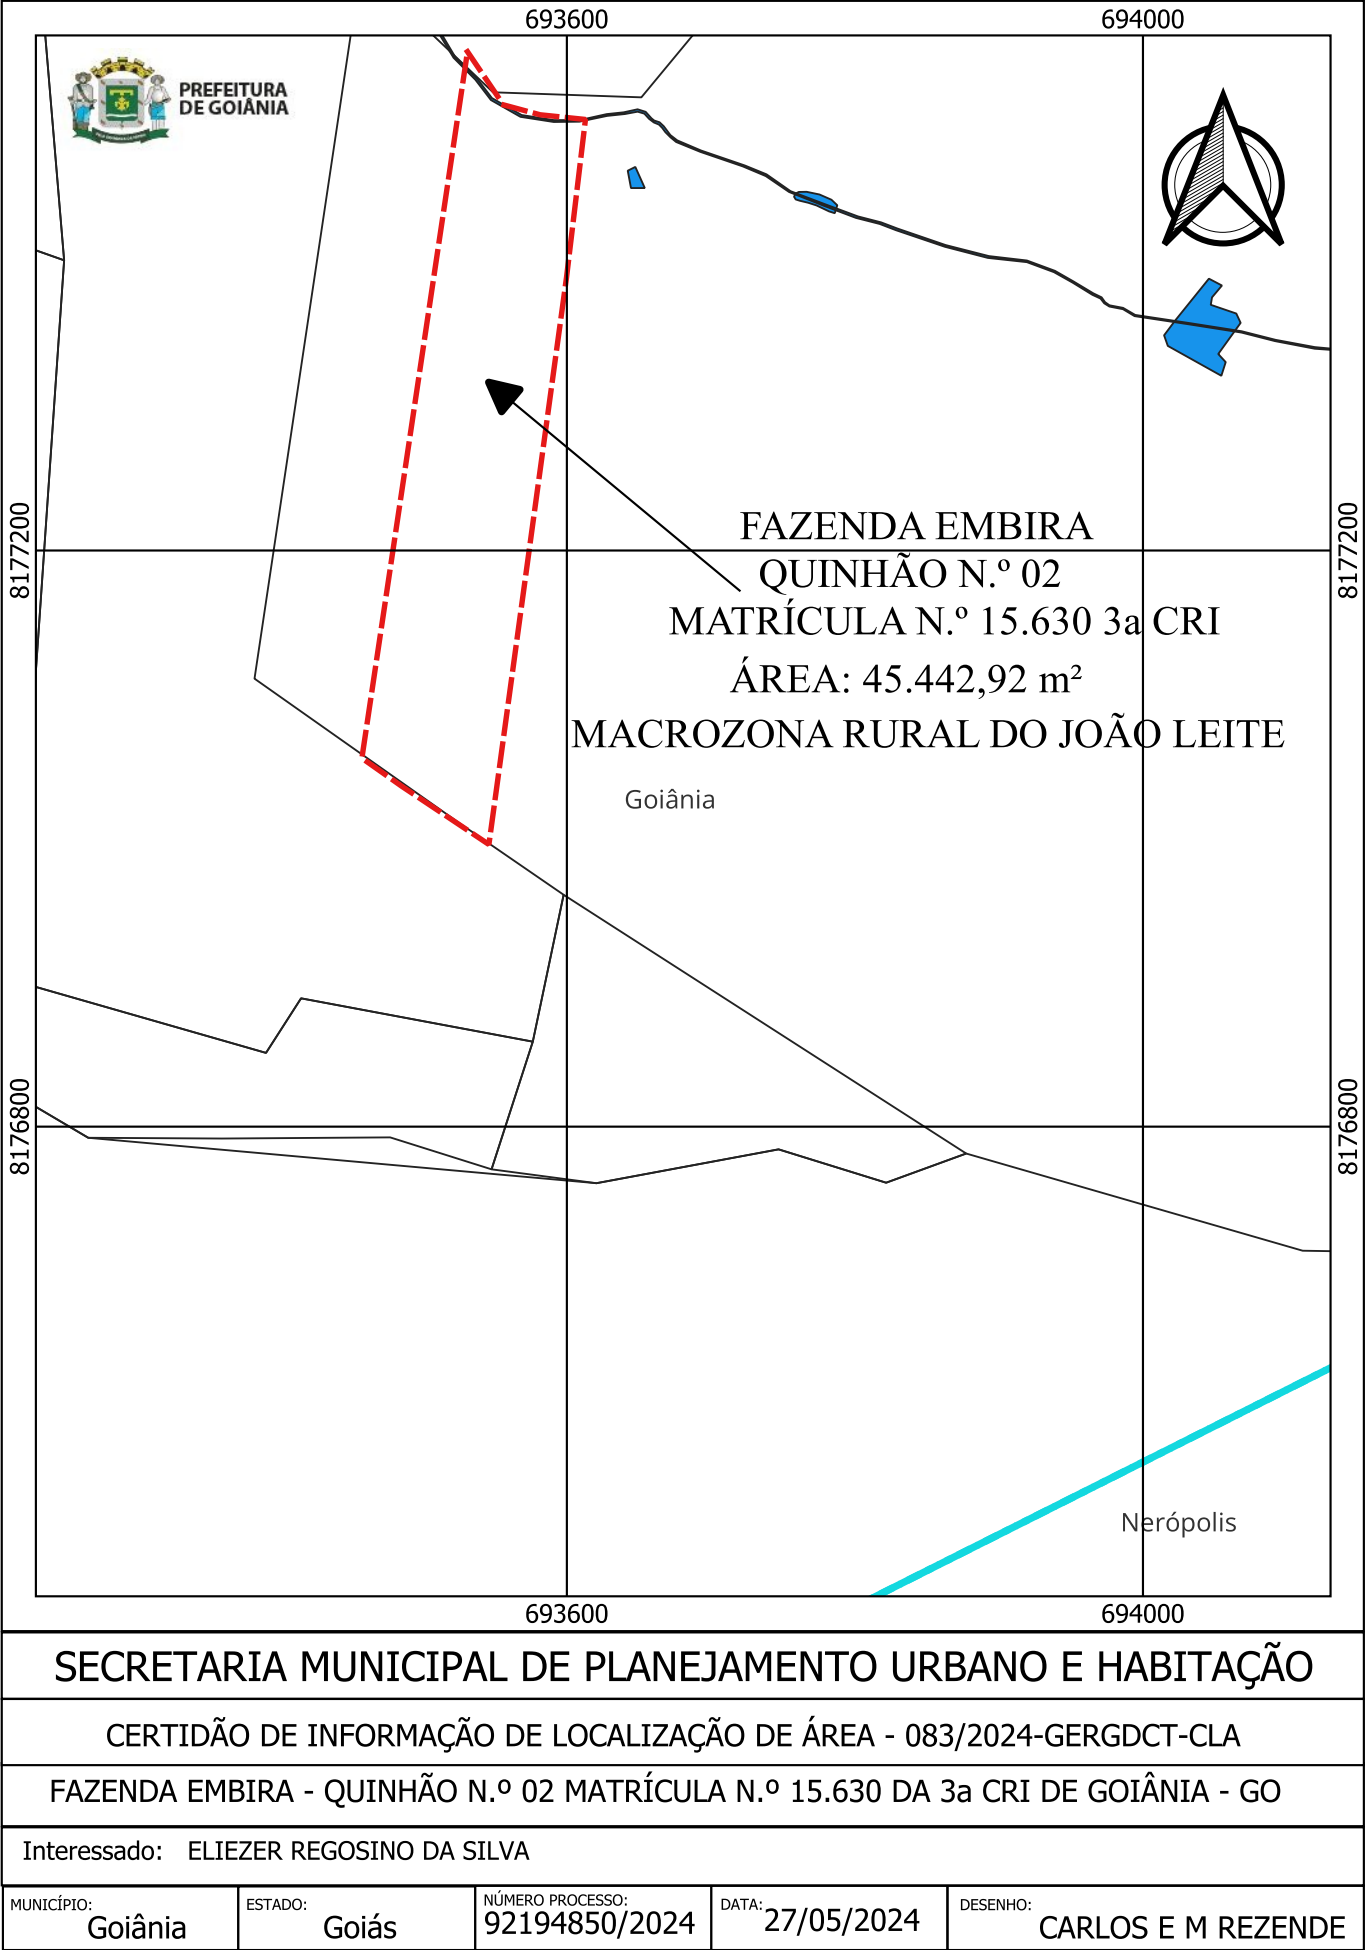 693600
694000
PREFEITURA
DE GOIÂNIA
8177200
8177200
FAZENDA EMBIRA
QUINHÃO N.º 02
MATRÍCULA N.º 15.630 3a CRI
ÁREA: 45.442,92 m²
MACROZONA RURAL DO JOÃO LEITE
Goiânia
8176800
8176800
Nerópolis
693600
694000
SECRETARIA MUNICIPAL DE PLANEJAMENTO URBANO E HABITAÇÃO
CERTIDÃO DE INFORMAÇÃO DE LOCALIZAÇÃO DE ÁREA - 083/2024-GERGDCT-CLA
FAZENDA EMBIRA - QUINHÃO N.º 02 MATRÍCULA N.º 15.630 DA 3a CRI DE GOIÂNIA - GO
Interessado: ELIEZER REGOSINO DA SILVA
MUNICÍPIO: Goiânia
ESTADO: Goiás
NÚMERO PROCESSO: 92194850/2024
DATA: 27/05/2024
DESENHO: CARLOS E M REZENDE